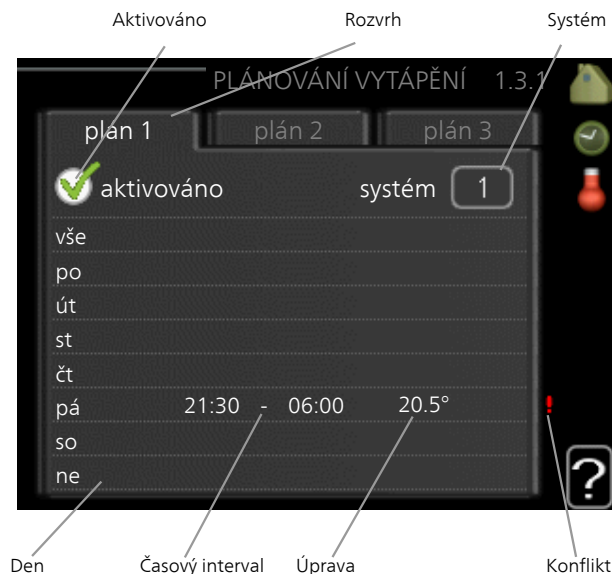 Aktivováno Rozvrh Systém
PLÁNOVÁNÍ VYTÁPĚNÍ 1.3.1
plán 1 plán 2 plán 3
aktivováno systém 1
vše
po
út
st
čt
pá 21:30 - 06:00 20.5° !
so
ne
?
Den Časový interval Úprava Konflikt